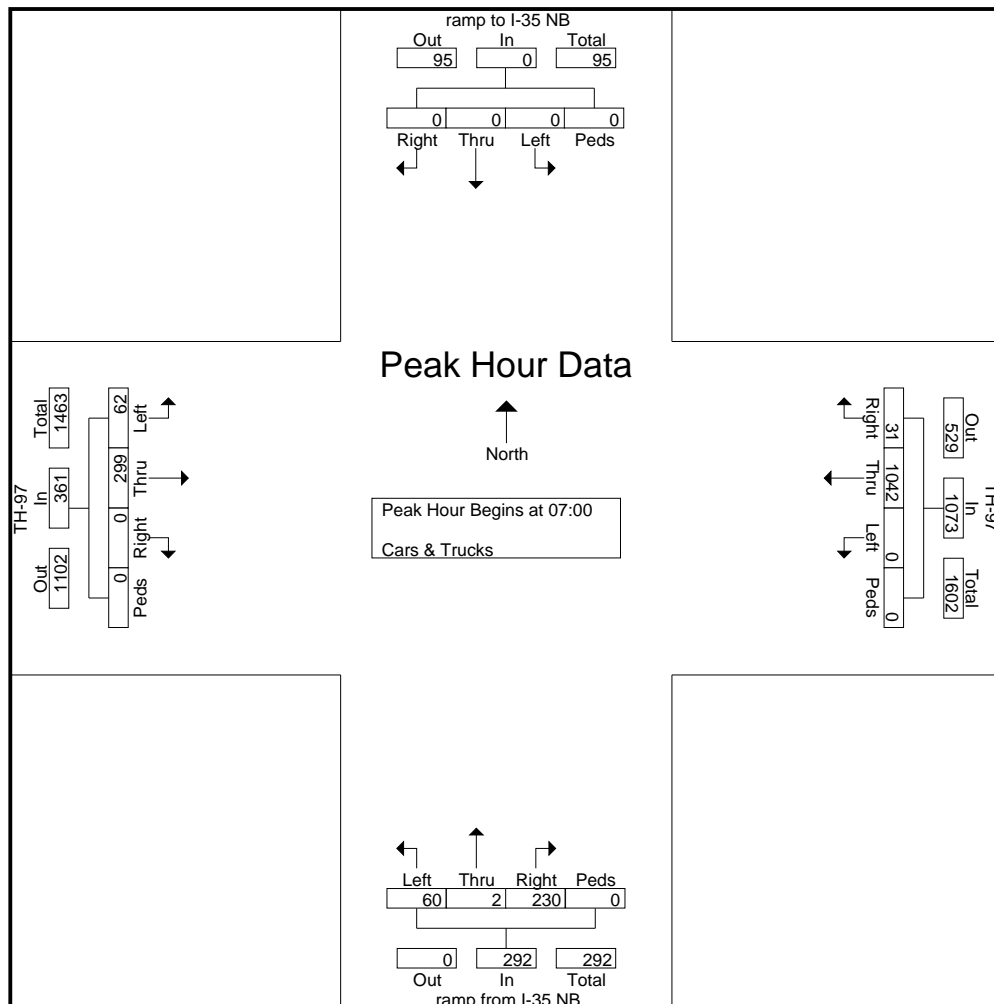 ramp to I-35 NB
Out In Total
95 0 95
0 0 0 0
Right Thru Left Peds
Peak Hour Data
North
Peak Hour Begins at 07:00
Cars & Trucks
TH-97
Total In Out
1463 361 1102
62 299 0 0
Left Thru Right Peds
Right Thru Left Peds
31 1042 0 0
Out In Total
529 1073 1602
TH-97
Left Thru Right Peds
60 2 230 0
0 292 292
Out In Total
ramp from I-35 NB